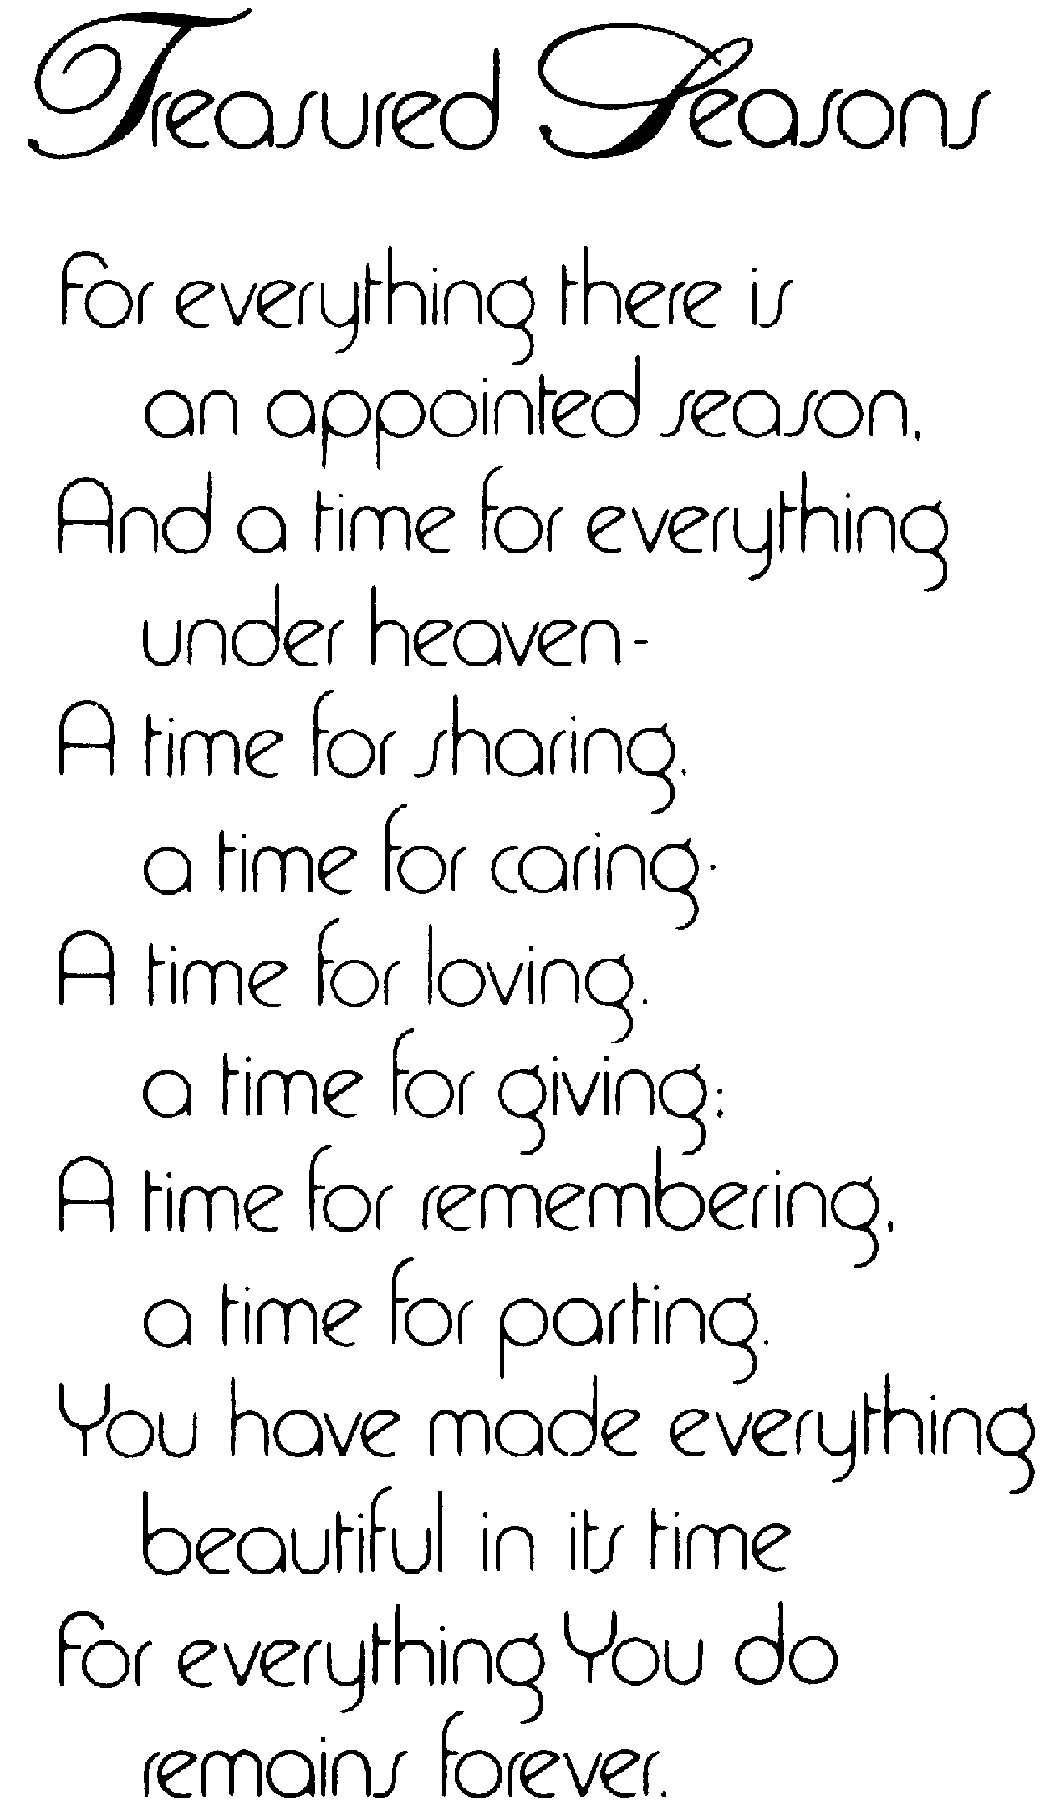 Treasured Seasons
For everything there is
an appointed season,
And a time for everything
under heaven-
A time for sharing,
a time for caring.
A time for loving,
a time for giving;
A time for remembering,
a time for parting.
You have made everything
beautiful in its time
For everything You do
remains forever.